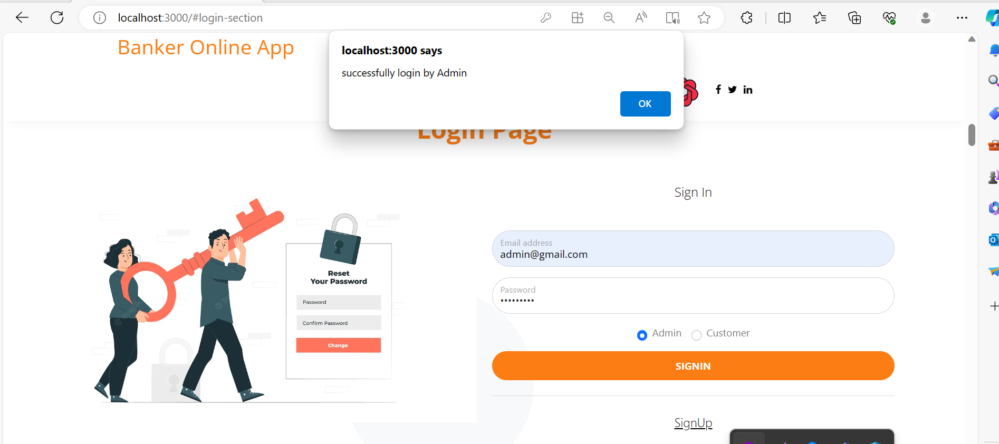 localhost:3000/#login-section
Banker Online App
localhost:3000 says
successfully login by Admin
OK
Login Page
Sign In
Email address
admin@gmail.com
Password
•••••••••
Admin
Customer
SIGNIN
SignUp
Reset
Your Password
Password
Confirm Password
Change